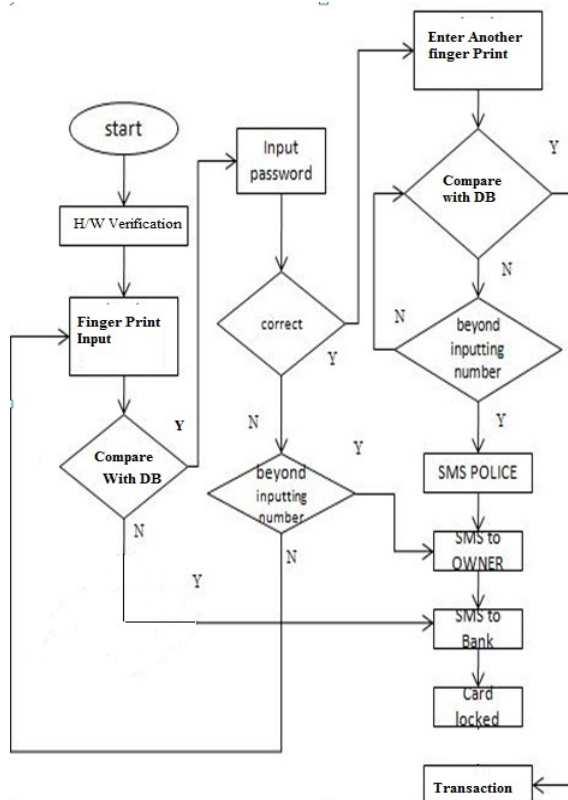 start
H/W Verification
Finger Print
Input
Compare
With DB
Y
N
Y
Input
password
correct
Y
N
beyond
inputting
number
Y
N
Enter Another
finger Print
Compare
with DB
Y
N
beyond
inputting
number
N
Y
SMS POLICE
SMS to
OWNER
SMS to
Bank
Card
locked
Transaction